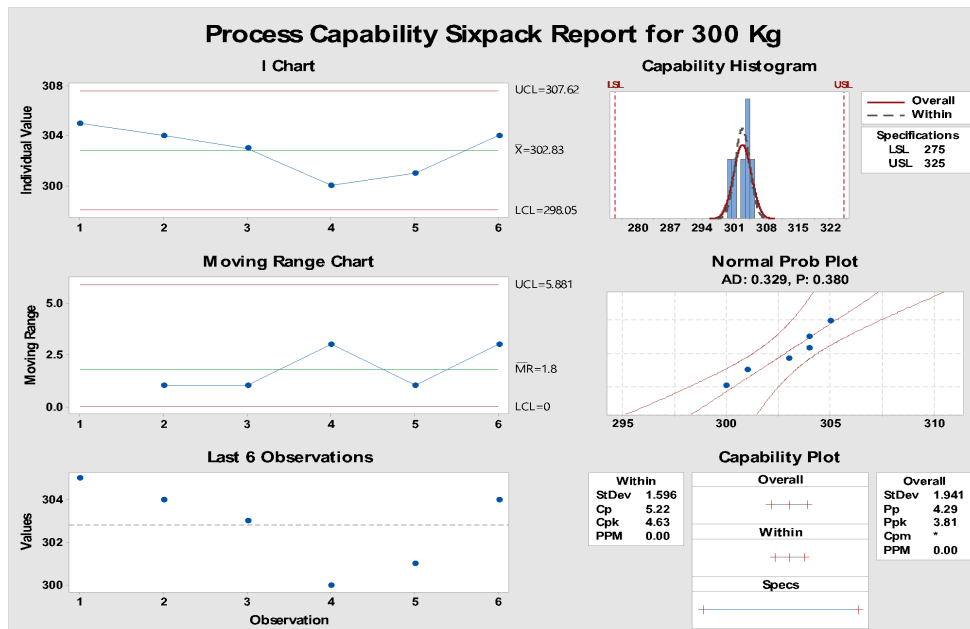 Process Capability Sixpack Report for 300 Kg
I Chart
Individual Value
308
304
300
1 2 3 4 5 6
UCL=307.62
X̄=302.83
LCL=298.05
Capability Histogram
LSL USL
280 287 294 301 308 315 322
Overall
Within
Specifications
LSL 275
USL 325
Moving Range Chart
Moving Range
5.0
2.5
0.0
1 2 3 4 5 6
UCL=5.881
M̅R̅=1.8
LCL=0
Normal Prob Plot
AD: 0.329, P: 0.380
295 300 305 310
Last 6 Observations
Values
304
302
300
1 2 3 4 5 6
Observation
Capability Plot
Within
StDev 1.596
Cp 5.22
Cpk 4.63
PPM 0.00
Overall
Within
Specs
Overall
StDev 1.941
Pp 4.29
Ppk 3.81
Cpm *
PPM 0.00